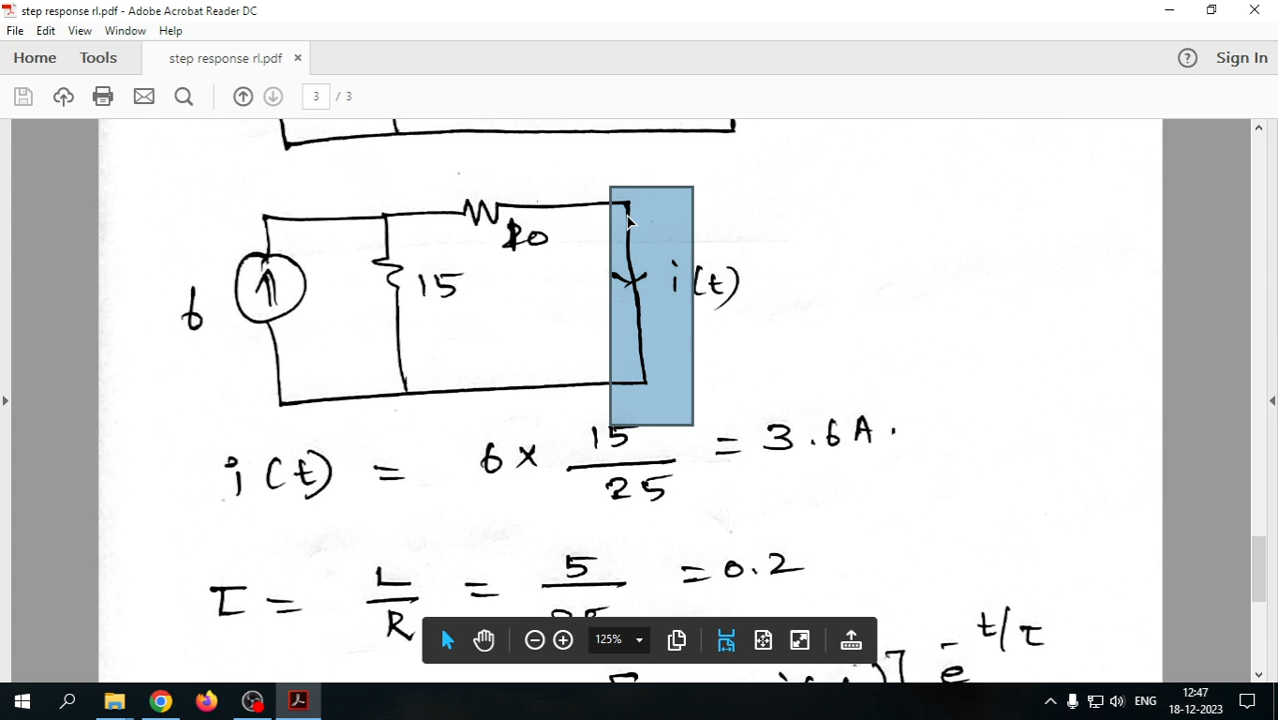 step response rl.pdf - Adobe Acrobat Reader DC
File Edit View Window Help
Home Tools step response rl.pdf × Sign In
3 / 3
10
6 15 i(t)
i(t) = 6 × 15/25 = 3.6A.
τ = L/R = 5/25 = 0.2
i( )] e^-t/τ
125%
ENG 12:47
18-12-2023